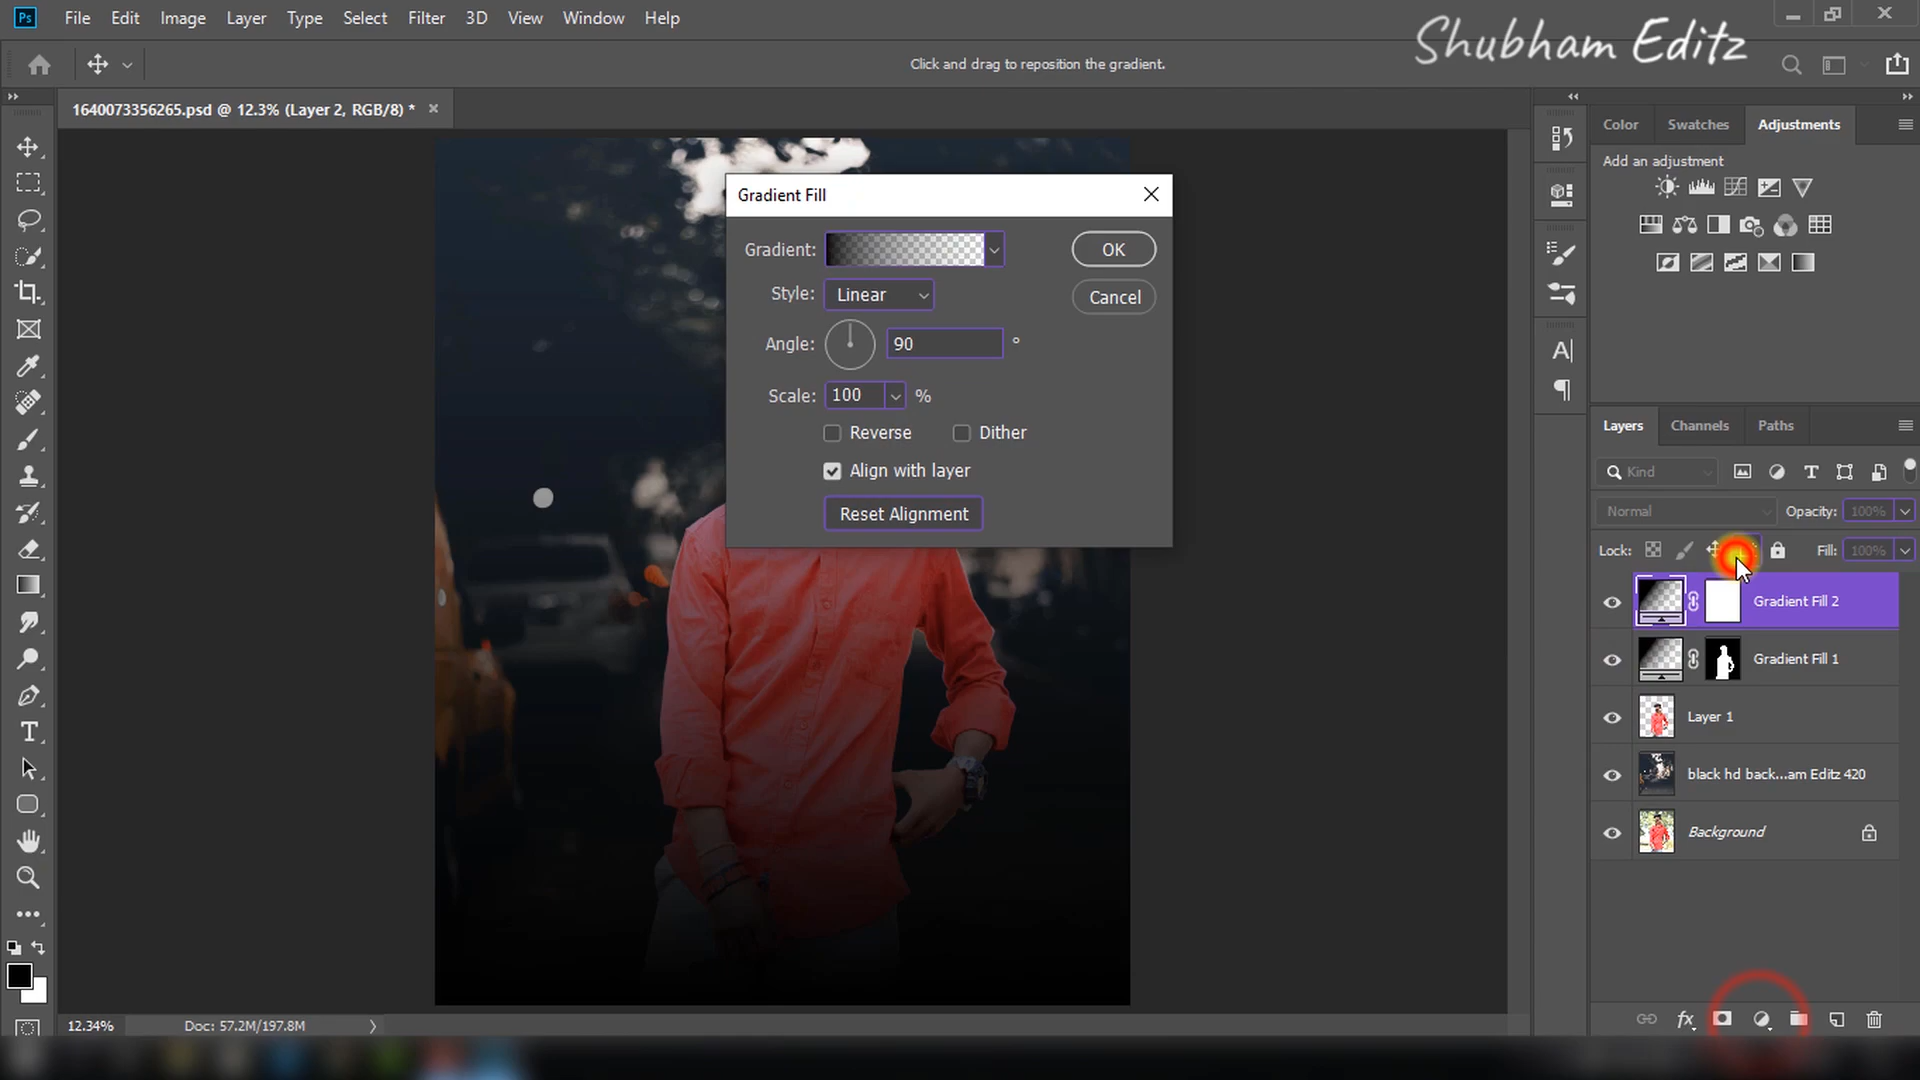 Ps File Edit Image Layer Type Select Filter 3D View Window Help
Shubham Editz
Click and drag to reposition the gradient.
1640073356265.psd @ 12.3% (Layer 2, RGB/8) *
Color Swatches Adjustments
Add an adjustment
Gradient Fill
Gradient:
OK
Style: Linear
Cancel
Angle: 90 °
Scale: 100 %
Reverse Dither
Align with layer
Reset Alignment
Layers Channels Paths
Kind
Normal Opacity: 100%
Lock: Fill: 100%
Gradient Fill 2
Gradient Fill 1
Layer 1
black hd back...am Editz 420
Background
fx
12.34% Doc: 57.2M/197.8M